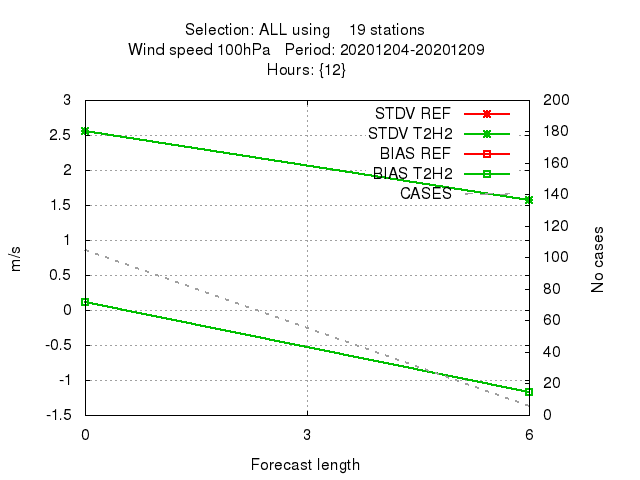 Selection: ALL using 19 stations
Wind speed 100hPa Period: 20201204-20201209
Hours: {12}
3 200
STDV REF
2.5 180
STDV T2H2
2 160
BIAS REF
1.5 140
BIAS T2H2
1 120
CASES
0.5 100
0 80
-0.5 60
-1 40
-1.5 20
0
m/s
No cases
0 3 6
Forecast length